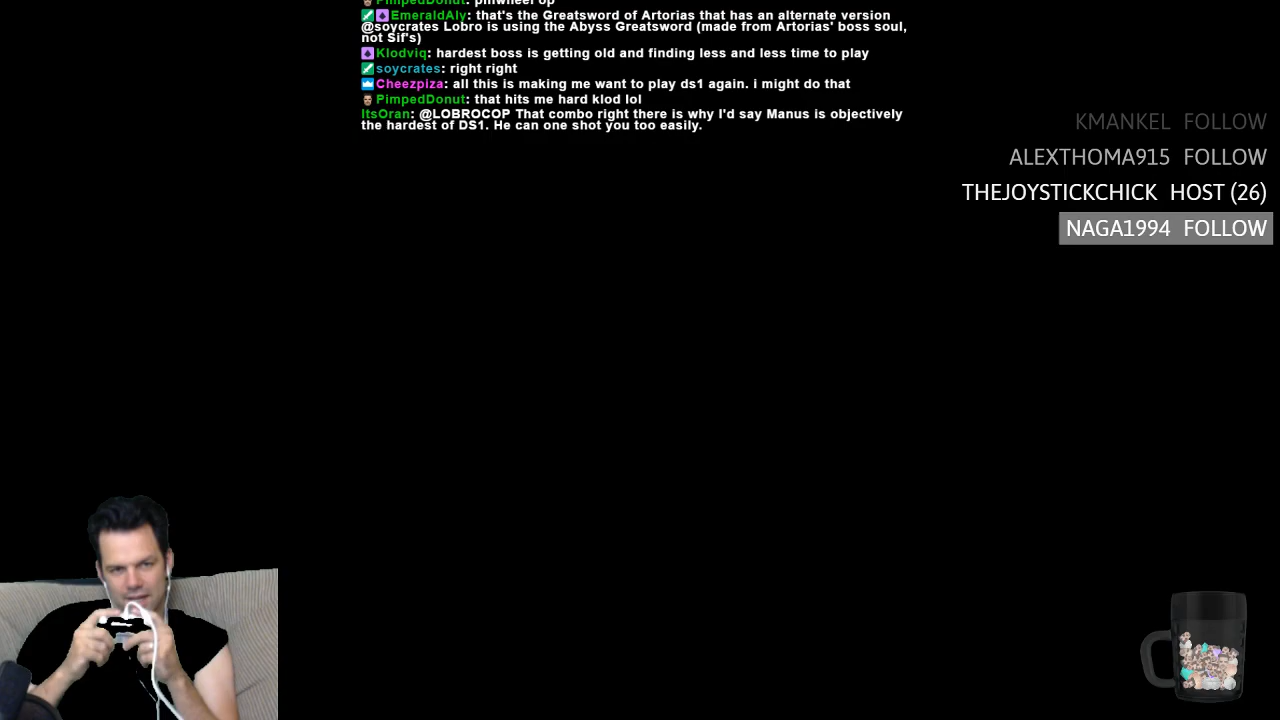 PimpedDonut: pinwheel op
EmeraldAly: that's the Greatsword of Artorias that has an alternate version
@soycrates Lobro is using the Abyss Greatsword (made from Artorias' boss soul,
not Sif's)
Klodviq: hardest boss is getting old and finding less and less time to play
soycrates: right right
Cheezpiza: all this is making me want to play ds1 again. i might do that
PimpedDonut: that hits me hard klod lol
ItsOran: @LOBROCOP That combo right there is why I'd say Manus is objectively
the hardest of DS1. He can one shot you too easily.
KMANKEL FOLLOW
ALEXTHOMA915 FOLLOW
THEJOYSTICKCHICK HOST (26)
NAGA1994 FOLLOW